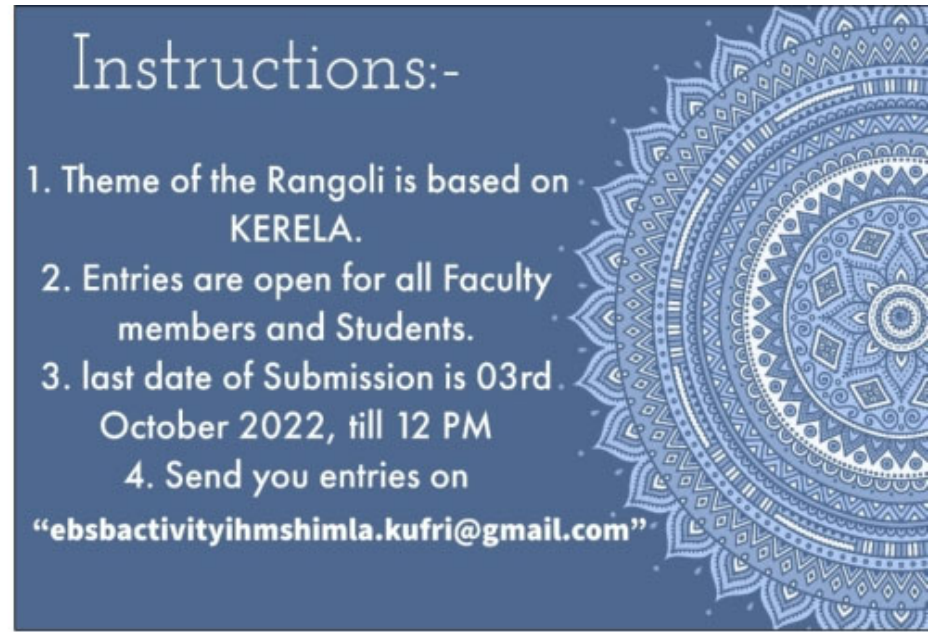 Instructions:-
1. Theme of the Rangoli is based on
KERELA.
2. Entries are open for all Faculty
members and Students.
3. last date of Submission is 03rd
October 2022, till 12 PM
4. Send you entries on
“ebsbactivityihmshimla.kufri@gmail.com”